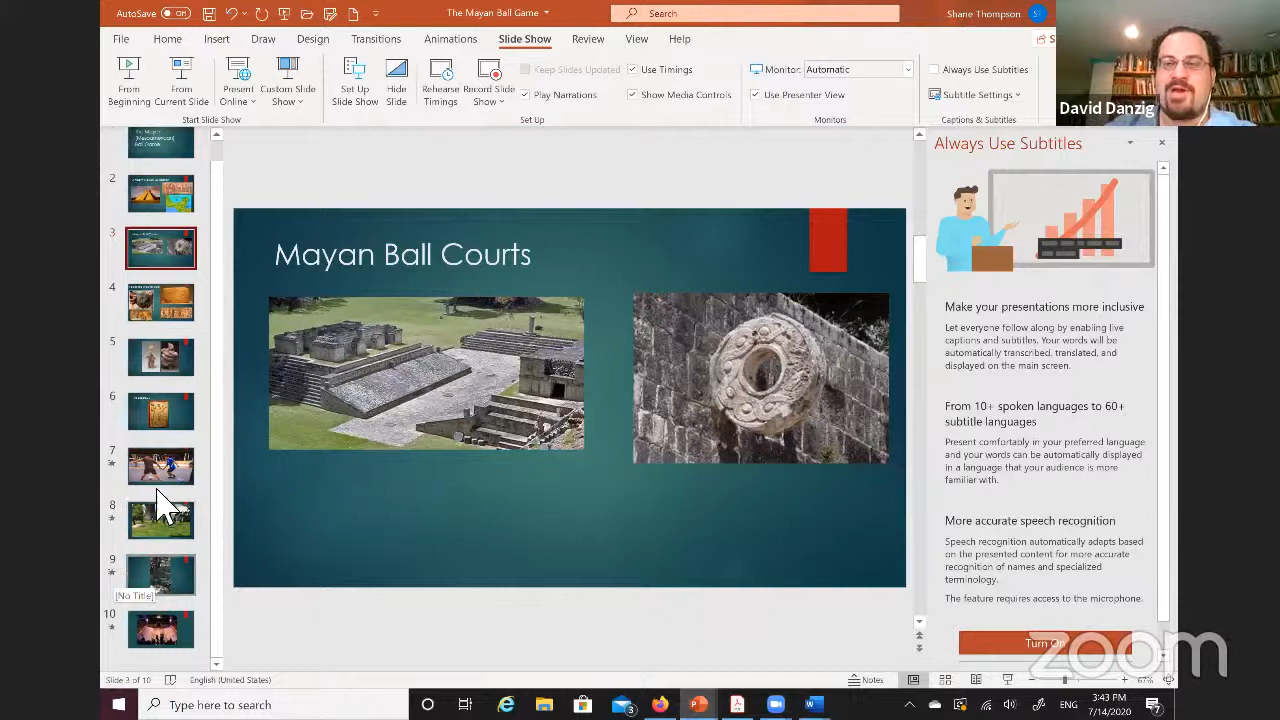 AutoSave Off
The Mayan Ball Game
Search
Shane Thompson ST
File Home Insert Draw Design Transitions Animations Slide Show Review View Help
From Beginning
From Current Slide
Present Online
Custom Slide Show
Start Slide Show
Set Up Slide Show
Hide Slide
Rehearse Timings
Record Slide Show
Keep Slides Updated
Play Narrations
Use Timings
Show Media Controls
Set Up
Monitor: Automatic
Use Presenter View
Monitors
Always Use Subtitles
Subtitle Settings
Captions & Subtitles
David Danzig
The Mayan
(Mesoamerican)
Ball Game
2
3
4
5
6
7
8
9
[No Title]
10
Mayan Ball Courts
Always Use Subtitles
Make your presentations more inclusive
Let everyone follow along by enabling live
captions and subtitles. Your words will be
automatically transcribed, translated, and
displayed on the main screen.
From 10+ spoken languages to 60+
subtitle languages
Present comfortably in your preferred language
and your words can be automatically displayed
in a language that your audience is more
familiar with.
More accurate speech recognition
Speech recognition automatically adapts based
on the presented content for more accurate
recognition of names and specialized
terminology.
The feature requires access to the microphone.
Turn On
zoom
Slide 3 of 10
English (United States)
Notes
67%
Type here to search
3
3:43 PM
7/14/2020
7